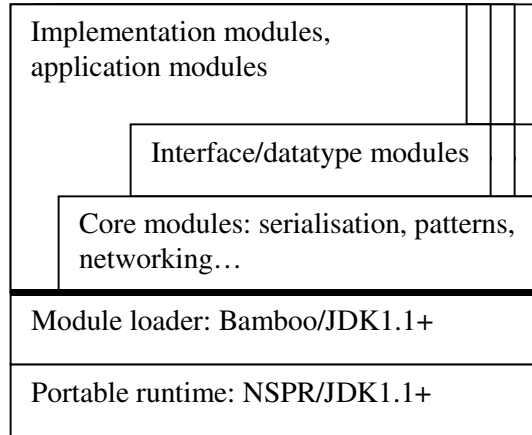 Implementation modules,
application modules
Interface/datatype modules
Core modules: serialisation, patterns,
networking…
Module loader: Bamboo/JDK1.1+
Portable runtime: NSPR/JDK1.1+